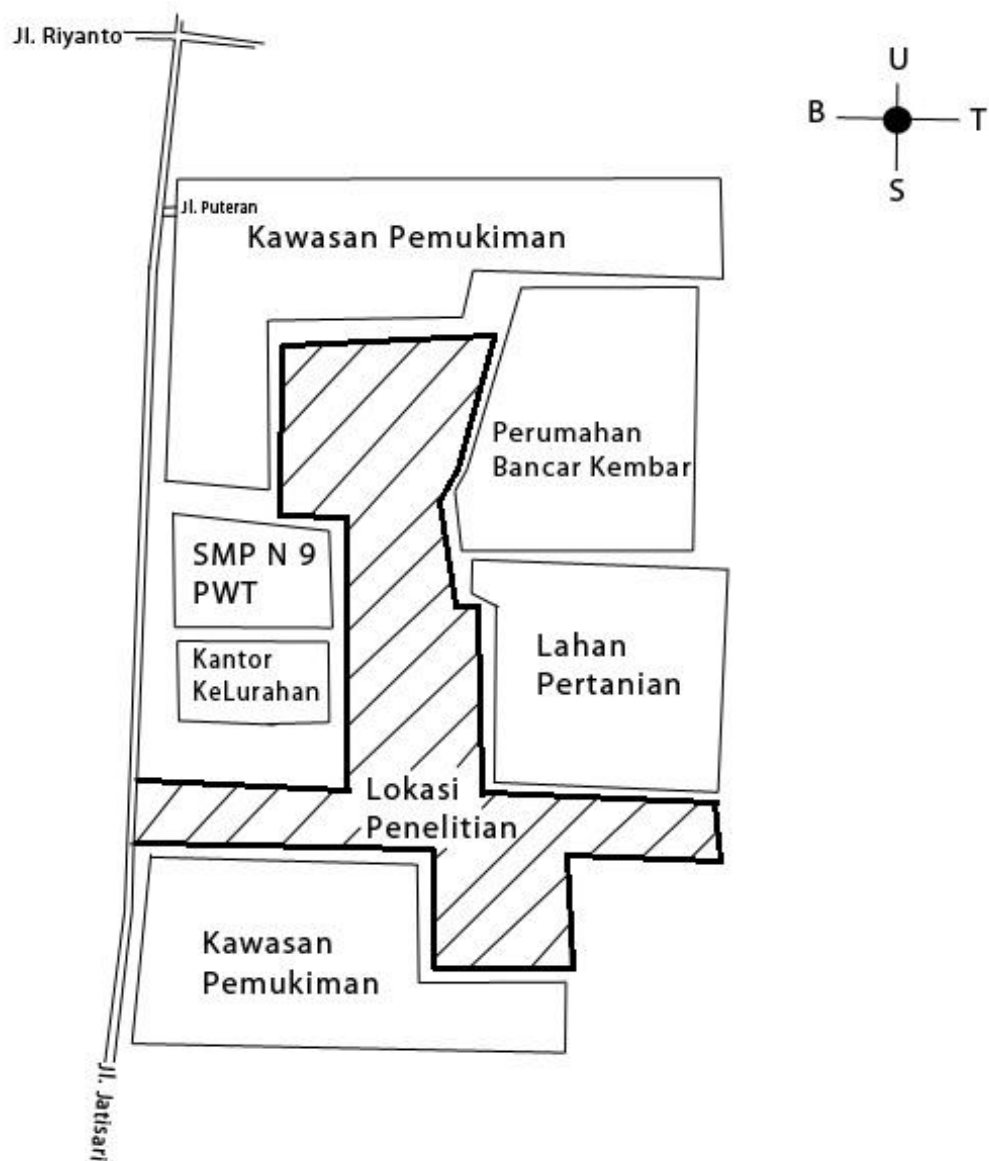 Jl. Riyanto
U
B
T
S
Jl. Puteran
Kawasan Pemukiman
Perumahan
Bancar Kembar
SMP N 9
PWT
Kantor
KeLurahan
Lahan
Pertanian
Lokasi
Penelitian
Kawasan
Pemukiman
Jl. Jatisari